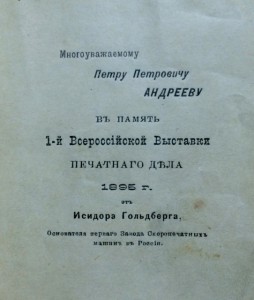 Многоуважаемому
Петру Петровичу
АНДРЕЕВУ
ВЪ ПАМЯТЬ
1-й Всероссійской Выставки
ПЕЧАТНАГО ДѢЛА
1895 г.
отъ
Исидора Гольдберга,
Основателя перваго Завода Скоропечатныхъ
машинъ въ Россіи.